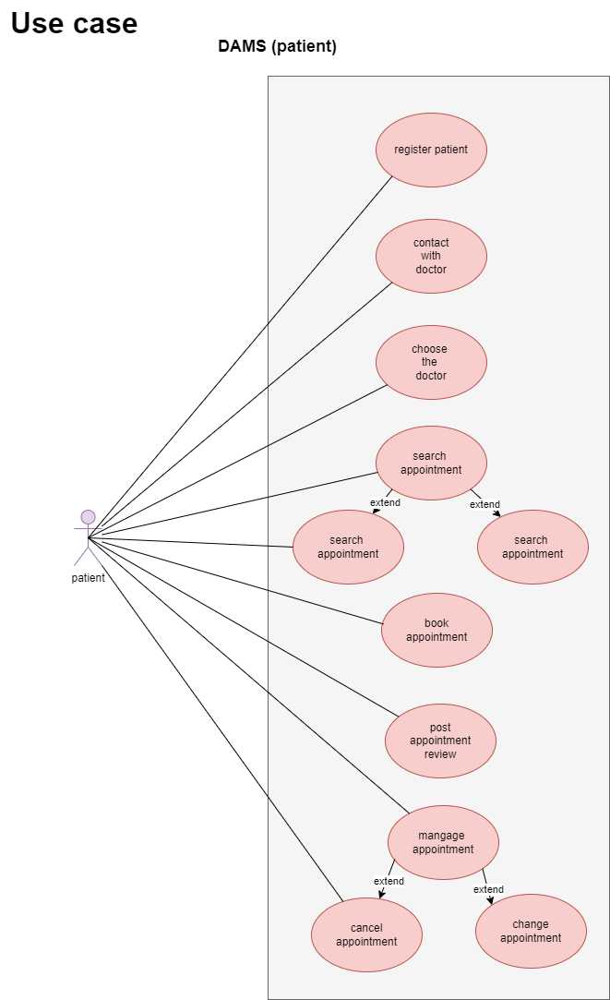 Use case
DAMS (patient)
register patient
contact
with
doctor
choose
the
doctor
search
appointment
extend
extend
search
appointment
search
appointment
patient
book
appointment
post
appointment
review
mangage
appointment
extend
extend
cancel
appointment
change
appointment